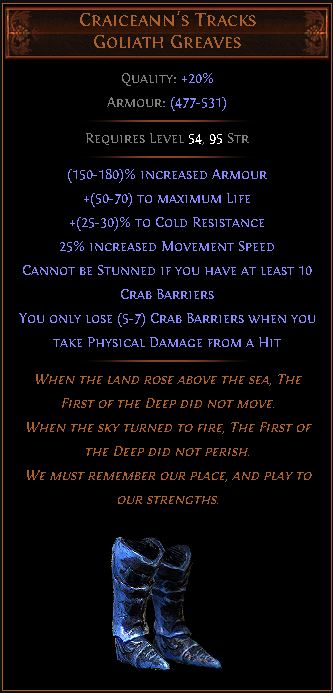 Craiceann's Tracks
Goliath Greaves
Quality: +20%
Armour: (477-531)
Requires Level 54, 95 Str
(150-180)% increased Armour
+(50-70) to maximum Life
+(25-30)% to Cold Resistance
25% increased Movement Speed
Cannot be Stunned if you have at least 10
Crab Barriers
You only lose (5-7) Crab Barriers when you
take Physical Damage from a Hit
When the land rose above the sea, The
First of the Deep did not move.
When the sky turned to fire, The First of
the Deep did not perish.
We must remember our place, and play to
our strengths.